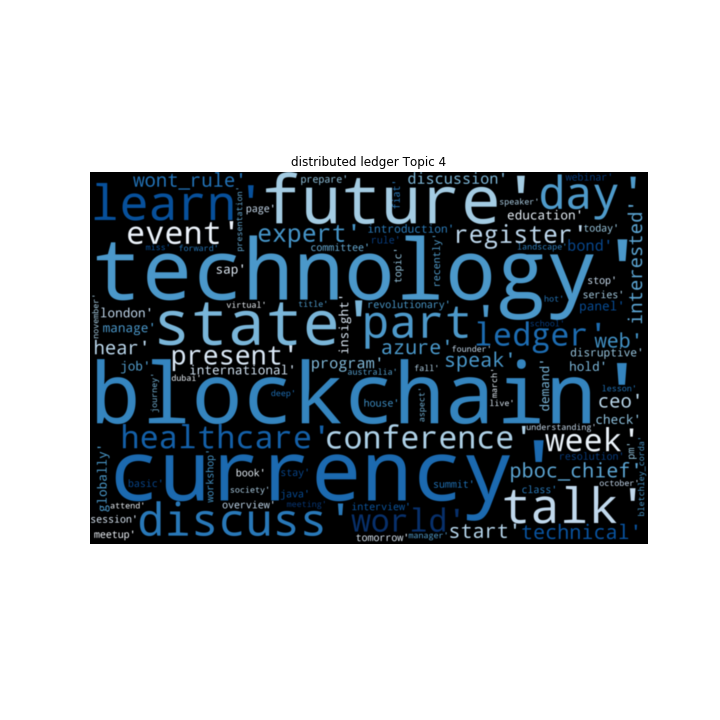 distributed ledger Topic 4
wont_rule' prepare' discussion' webinar'
learn' future' speaker' day'
presentation' page' fiat' education' interested'
event' expert' introduction' register' today'
miss' forward' committee' rule' recently' landscape' bond'
technology' sap' topic' stop'
virtual' title' revolutionary' hot' series'
november' london' state' insight' part' school' panel'
manage' ledger' web'
hear' present' azure' founder' disruptive'
job' international' program' speak' hold'
dubai' australia' fall' demand'
journey' blockchain' deep' march' lesson'
house' aspect' live' ceo'
check'
healthcare' conference' understanding' week'
currency' resolution' pm'
globally' workshop' book' stay' pboc_chief' bletchley_corda'
basic' society' java' summit' class' october'
attend' overview' meeting' interview' talk'
session' discuss' world' start' technical'
meetup' tomorrow' manager'